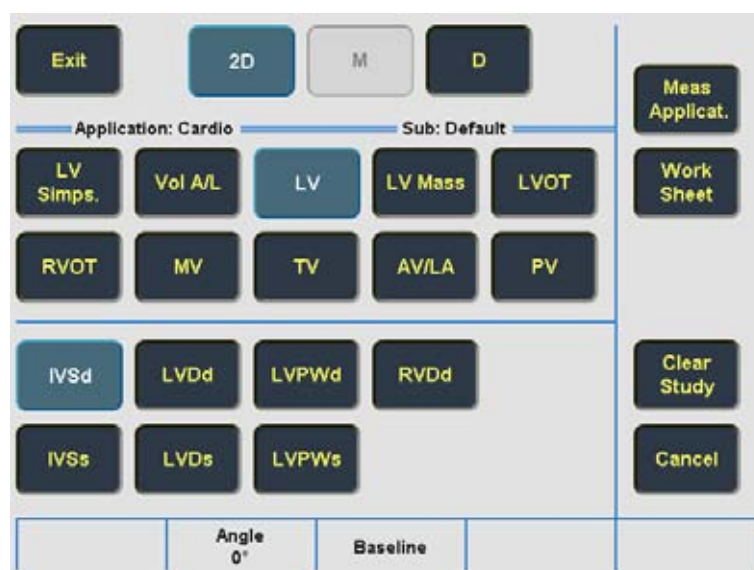 Exit
2D
M
D
Meas
Applicat.
Application: Cardio
Sub: Default
LV
Simps.
Vol A/L
LV
LV Mass
LVOT
Work
Sheet
RVOT
MV
TV
AV/LA
PV
IVSd
LVDd
LVPWd
RVDd
Clear
Study
IVSs
LVDs
LVPWs
Cancel
Angle
0°
Baseline